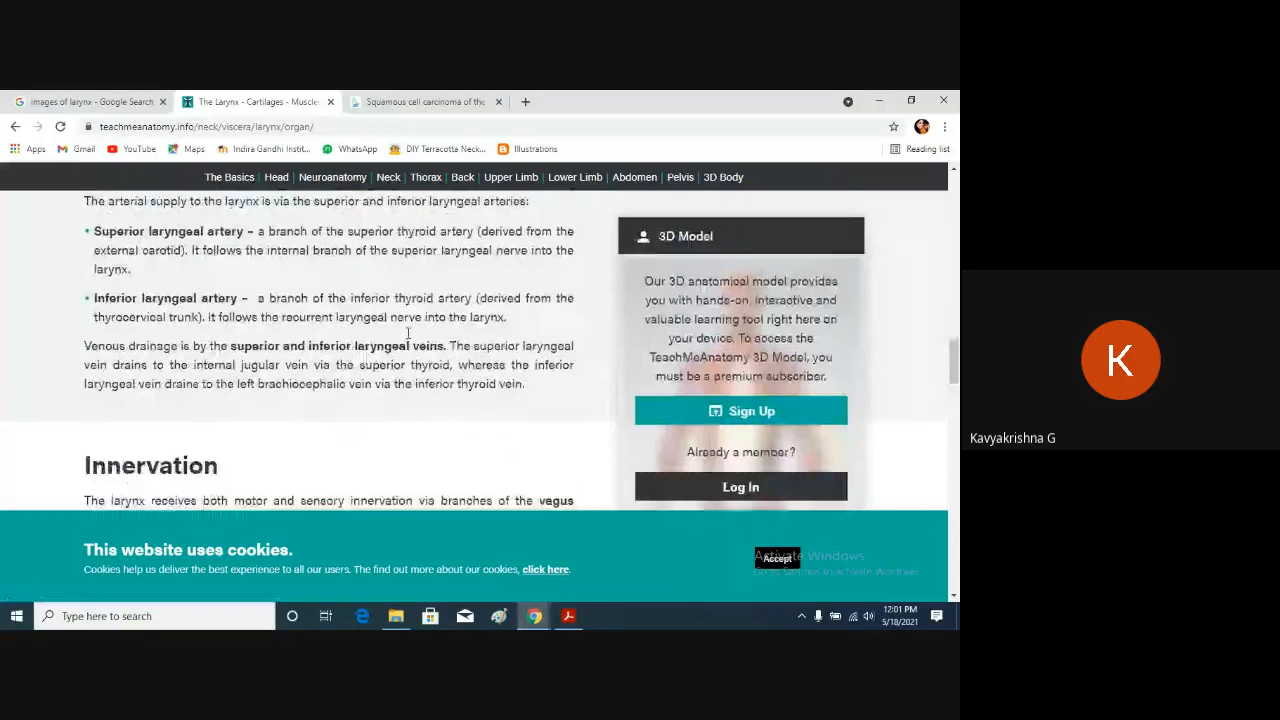 images of larynx - Google Search
The Larynx - Cartilages - Muscle
Squamous cell carcinoma of the
teachmeanatomy.info/neck/viscera/larynx/organ/
Apps Gmail YouTube Maps Indira Gandhi Instit... WhatsApp DIY Terracotta Neck... Illustrations Reading list
The Basics | Head | Neuroanatomy | Neck | Thorax | Back | Upper Limb | Lower Limb | Abdomen | Pelvis | 3D Body
The arterial supply to the larynx is via the superior and inferior laryngeal arteries:
• Superior laryngeal artery – a branch of the superior thyroid artery (derived from the
external carotid). It follows the internal branch of the superior laryngeal nerve into the
larynx.
• Inferior laryngeal artery – a branch of the inferior thyroid artery (derived from the
thyrocervical trunk). It follows the recurrent laryngeal nerve into the larynx.
Venous drainage is by the superior and inferior laryngeal veins. The superior laryngeal
vein drains to the internal jugular vein via the superior thyroid, whereas the inferior
laryngeal vein drains to the left brachiocephalic vein via the inferior thyroid vein.
Innervation
The larynx receives both motor and sensory innervation via branches of the vagus
3D Model
Our 3D anatomical model provides
you with hands-on, interactive and
valuable learning tool right here on
your device. To access the
TeachMeAnatomy 3D Model, you
must be a premium subscriber.
Sign Up
Already a member?
Log In
This website uses cookies.
Cookies help us deliver the best experience to all our users. The find out more about our cookies, click here.
Accept
Activate Windows
Go to Settings to activate Windows.
Type here to search
12:01 PM
5/18/2021
K
Kavyakrishna G